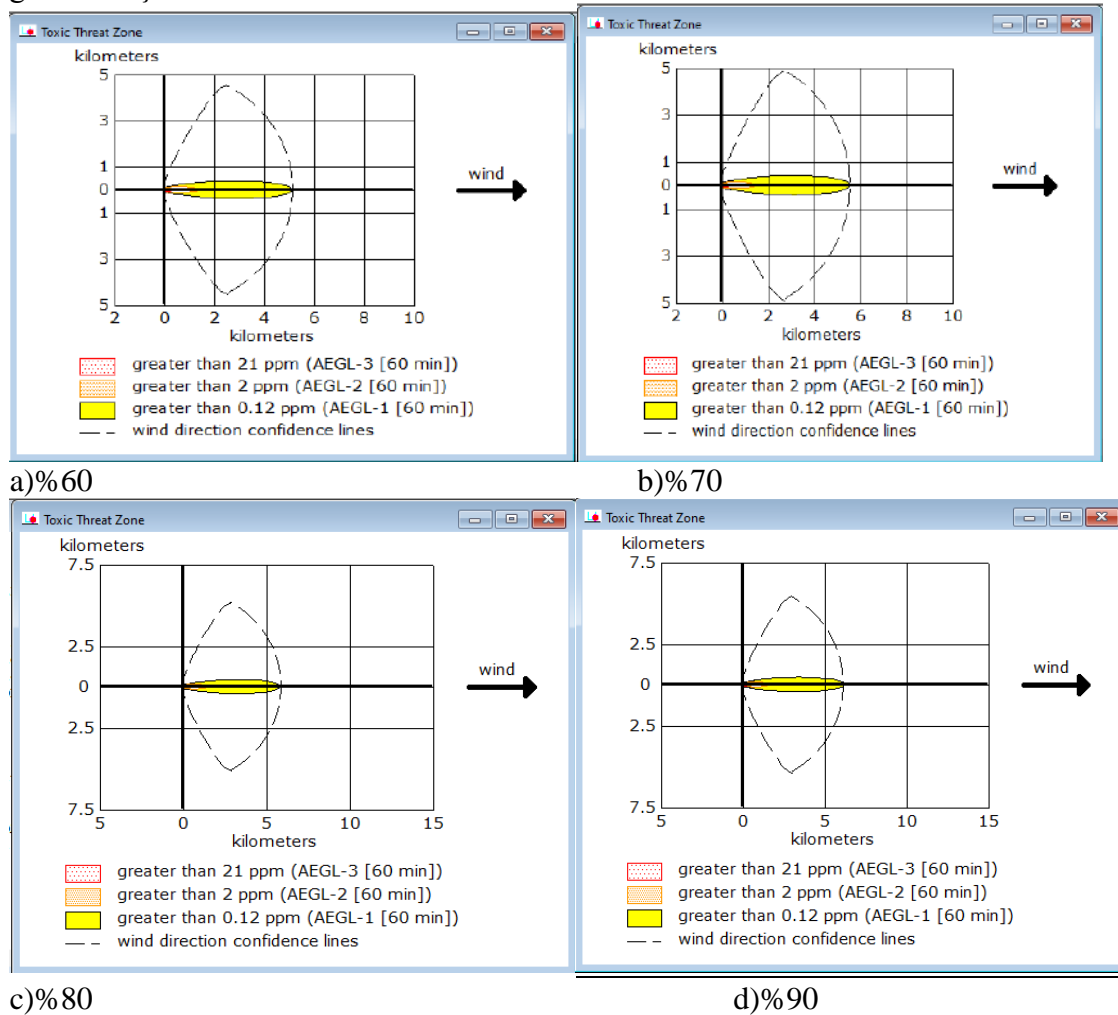 Toxic Threat Zone
kilometers
5
3
1
0
1
3
5
2 0 2 4 6 8 10
kilometers
wind
greater than 21 ppm (AEGL-3 [60 min])
greater than 2 ppm (AEGL-2 [60 min])
greater than 0.12 ppm (AEGL-1 [60 min])
wind direction confidence lines
a)%60
Toxic Threat Zone
kilometers
5
3
1
0
1
3
5
2 0 2 4 6 8 10
kilometers
wind
greater than 21 ppm (AEGL-3 [60 min])
greater than 2 ppm (AEGL-2 [60 min])
greater than 0.12 ppm (AEGL-1 [60 min])
wind direction confidence lines
b)%70
Toxic Threat Zone
kilometers
7.5
2.5
0
2.5
7.5
5 0 5 10 15
kilometers
wind
greater than 21 ppm (AEGL-3 [60 min])
greater than 2 ppm (AEGL-2 [60 min])
greater than 0.12 ppm (AEGL-1 [60 min])
wind direction confidence lines
c)%80
Toxic Threat Zone
kilometers
7.5
2.5
0
2.5
7.5
5 0 5 10 15
kilometers
wind
greater than 21 ppm (AEGL-3 [60 min])
greater than 2 ppm (AEGL-2 [60 min])
greater than 0.12 ppm (AEGL-1 [60 min])
wind direction confidence lines
d)%90